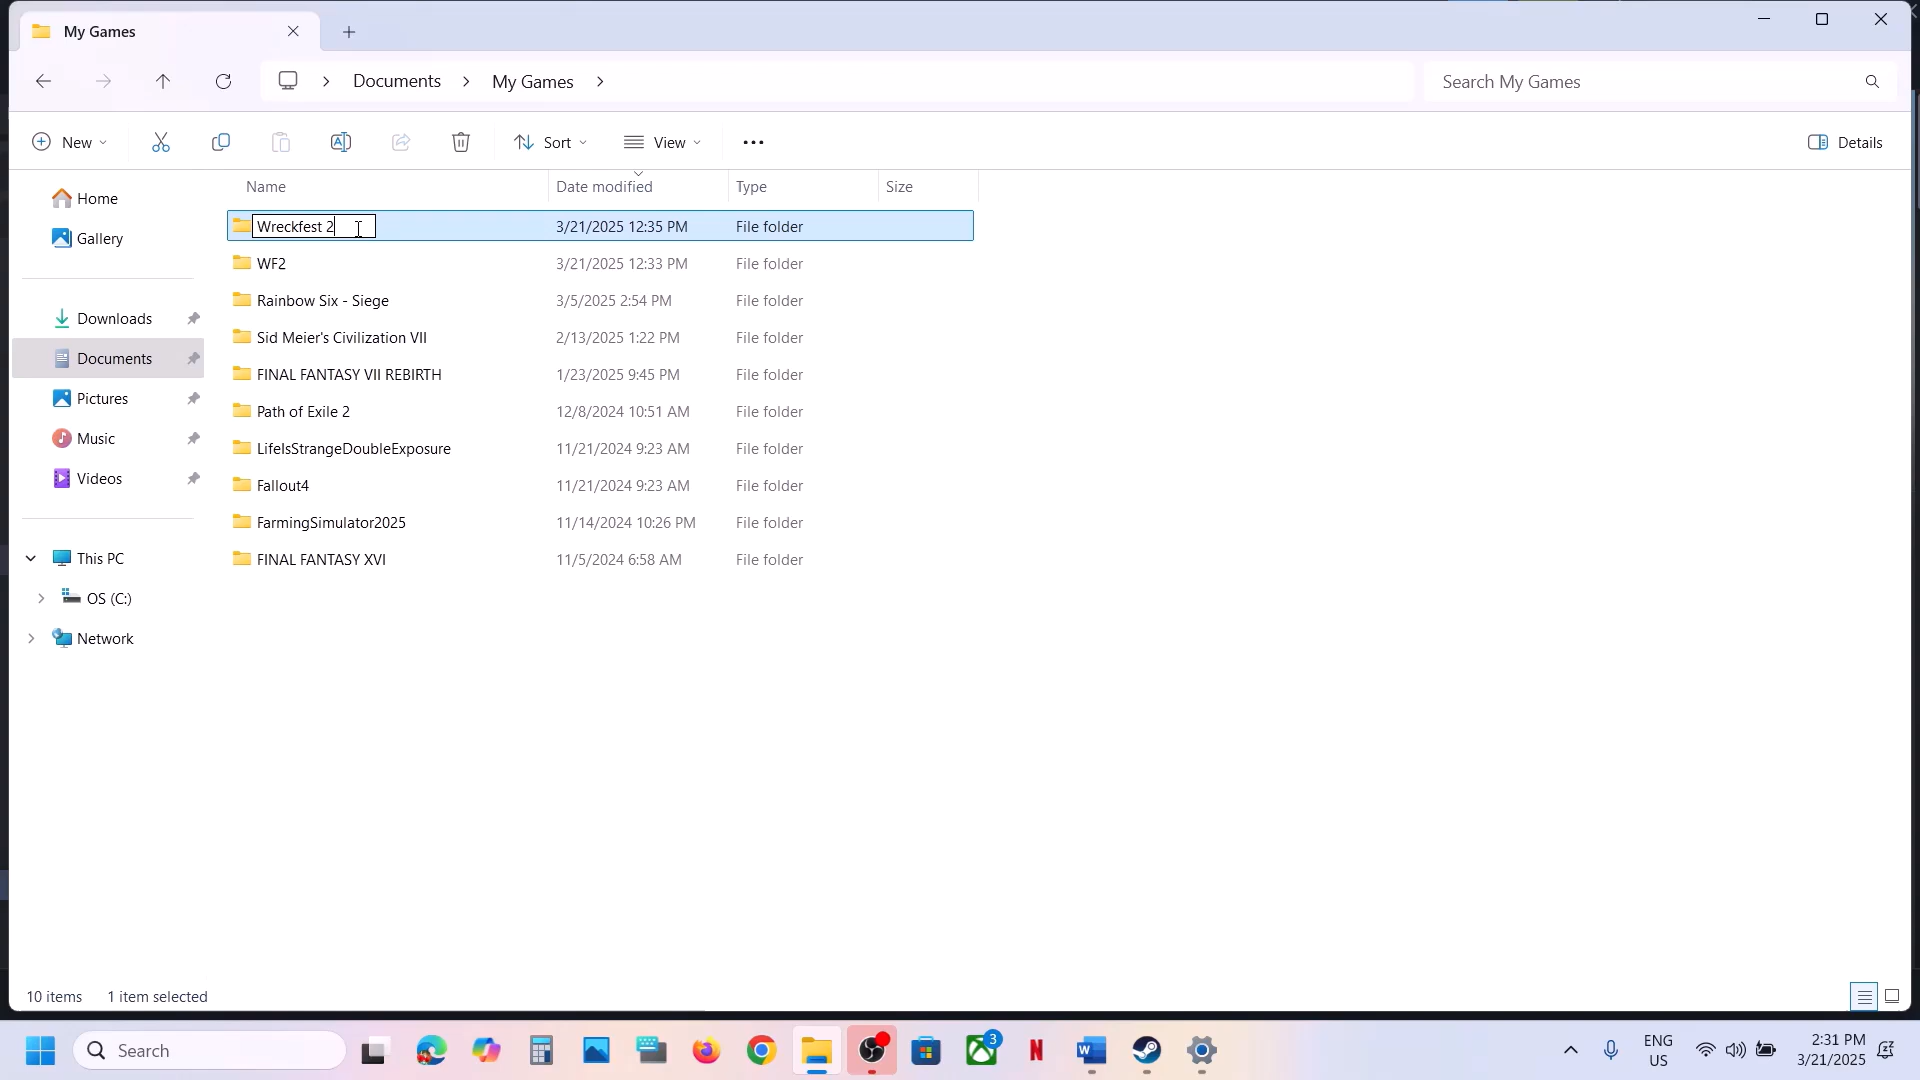 My Games
Documents > My Games >
Search My Games
New
Sort
View
Details
Name Date modified Type Size
Wreckfest 2 3/21/2025 12:35 PM File folder
WF2 3/21/2025 12:33 PM File folder
Rainbow Six - Siege 3/5/2025 2:54 PM File folder
Sid Meier's Civilization VII 2/13/2025 1:22 PM File folder
FINAL FANTASY VII REBIRTH 1/23/2025 9:45 PM File folder
Path of Exile 2 12/8/2024 10:51 AM File folder
LifeIsStrangeDoubleExposure 11/21/2024 9:23 AM File folder
Fallout4 11/21/2024 9:23 AM File folder
FarmingSimulator2025 11/14/2024 10:26 PM File folder
FINAL FANTASY XVI 11/5/2024 6:58 AM File folder
Home
Gallery
Downloads
Documents
Pictures
Music
Videos
This PC
OS (C:)
Network
10 items 1 item selected
Search
3
ENG
US
2:31 PM
3/21/2025